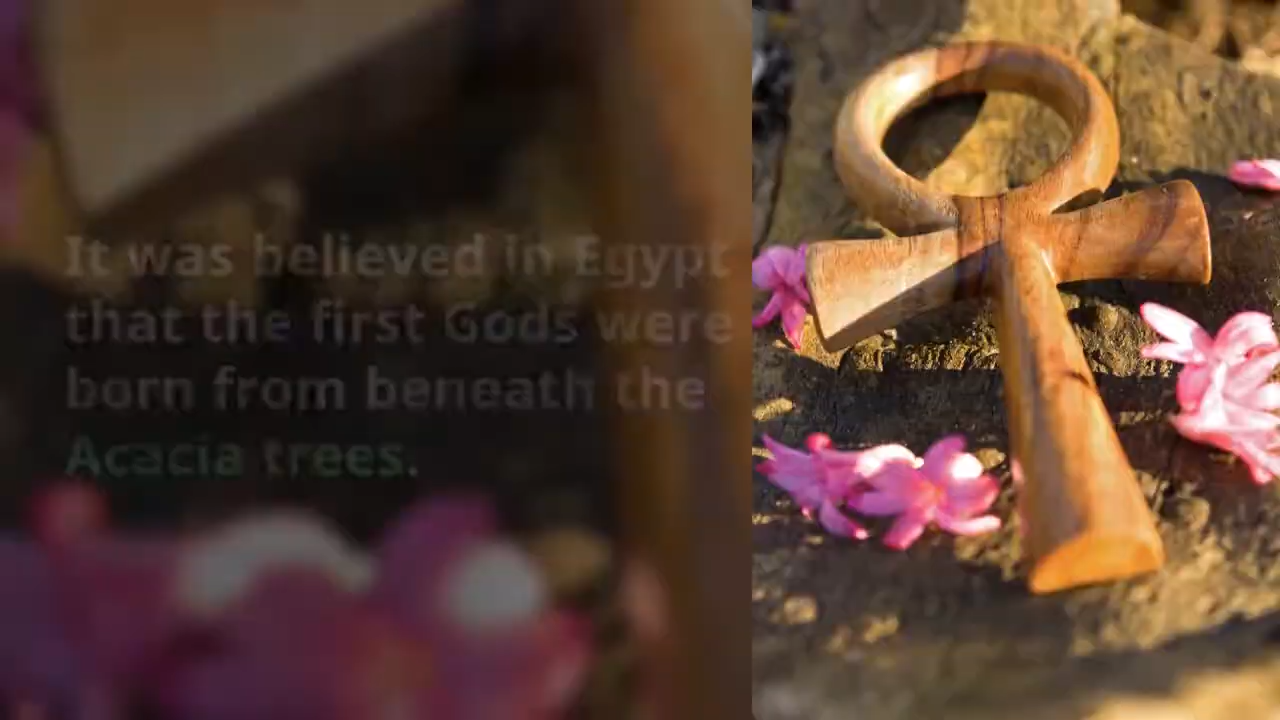 It was believed in Egypt
that the first Gods were
born from beneath the
Acacia trees.